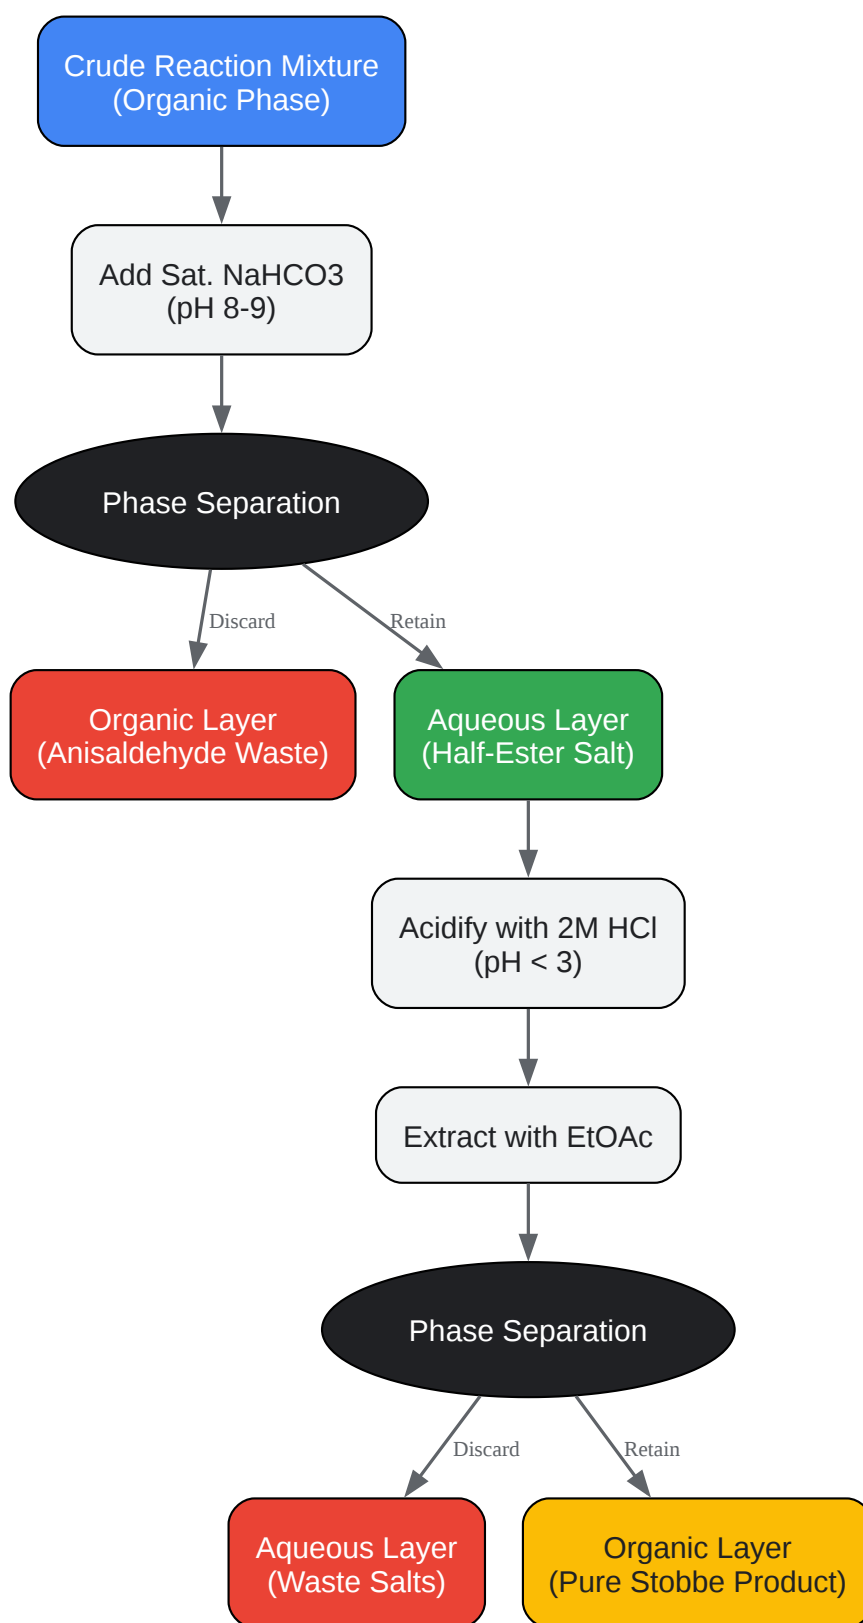 Crude Reaction Mixture
(Organic Phase)
Add Sat. NaHCO3
(pH 8-9)
Phase Separation
Discard
Retain
Organic Layer
(Anisaldehyde Waste)
Aqueous Layer
(Half-Ester Salt)
Acidify with 2M HCl
(pH < 3)
Extract with EtOAc
Phase Separation
Discard
Retain
Aqueous Layer
(Waste Salts)
Organic Layer
(Pure Stobbe Product)